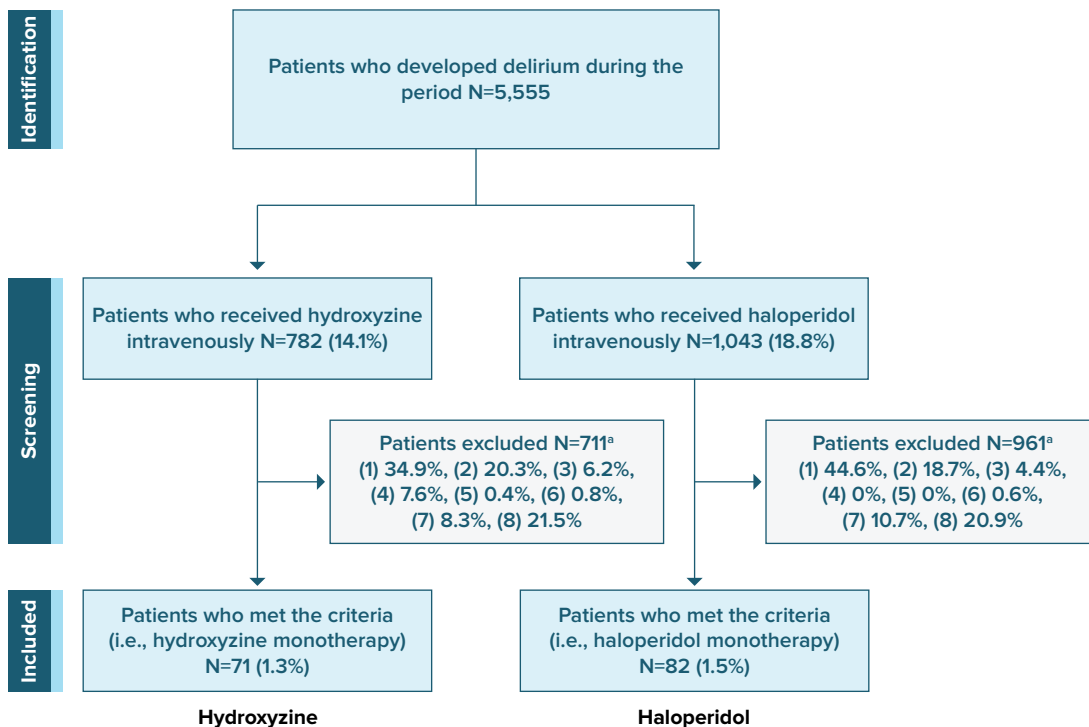 Identification
Patients who developed delirium during the
period N=5,555
Screening
Patients who received hydroxyzine
intravenously N=782 (14.1%)
Patients who received haloperidol
intravenously N=1,043 (18.8%)
Patients excluded N=711ᵃ
(1) 34.9%, (2) 20.3%, (3) 6.2%,
(4) 7.6%, (5) 0.4%, (6) 0.8%,
(7) 8.3%, (8) 21.5%
Patients excluded N=961ᵃ
(1) 44.6%, (2) 18.7%, (3) 4.4%,
(4) 0%, (5) 0%, (6) 0.6%,
(7) 10.7%, (8) 20.9%
Included
Patients who met the criteria
(i.e., hydroxyzine monotherapy)
N=71 (1.3%)
Patients who met the criteria
(i.e., haloperidol monotherapy)
N=82 (1.5%)
Hydroxyzine
Haloperidol